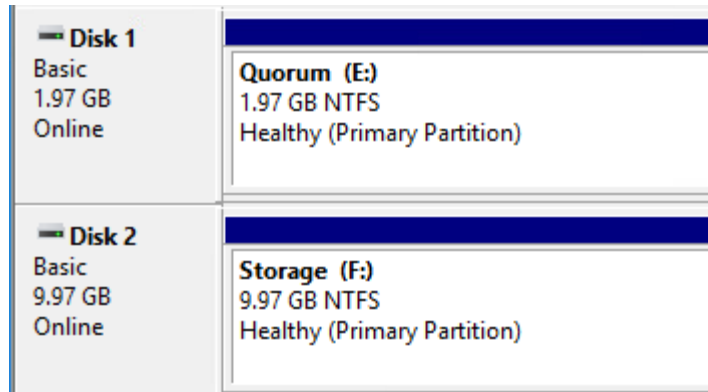 Disk 1
Basic
1.97 GB
Online
Quorum (E:)
1.97 GB NTFS
Healthy (Primary Partition)
Disk 2
Basic
9.97 GB
Online
Storage (F:)
9.97 GB NTFS
Healthy (Primary Partition)